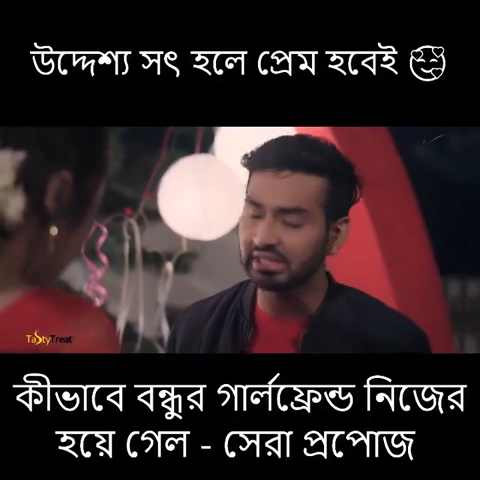 উদ্দেশ্য সৎ হলে প্রেম হবেই 🥰
TastyTreat
কীভাবে বন্ধুর গার্লফ্রেন্ড নিজের
হয়ে গেল - সেরা প্রপোজ